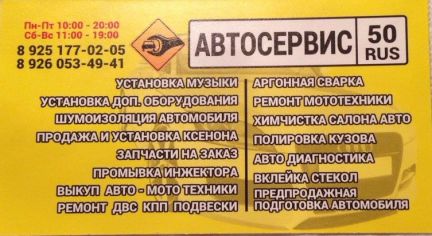 Пн-Пт 10:00 - 20:00
Сб-Вс 11:00 - 19:00
8 925 177-02-05
8 926 053-49-41
АВТОСЕРВИС
50
RUS
УСТАНОВКА МУЗЫКИ
УСТАНОВКА ДОП. ОБОРУДОВАНИЯ
ШУМОИЗОЛЯЦИЯ АВТОМОБИЛЯ
ПРОДАЖА И УСТАНОВКА КСЕНОНА
ЗАПЧАСТИ НА ЗАКАЗ
ПРОМЫВКА ИНЖЕКТОРА
ВЫКУП АВТО - МОТО ТЕХНИКИ
РЕМОНТ ДВС КПП ПОДВЕСКИ
АРГОННАЯ СВАРКА
РЕМОНТ МОТОТЕХНИКИ
ХИМЧИСТКА САЛОНА АВТО
ПОЛИРОВКА КУЗОВА
АВТО ДИАГНОСТИКА
ВКЛЕЙКА СТЕКОЛ
ПРЕДПРОДАЖНАЯ
ПОДГОТОВКА АВТОМОБИЛЯ